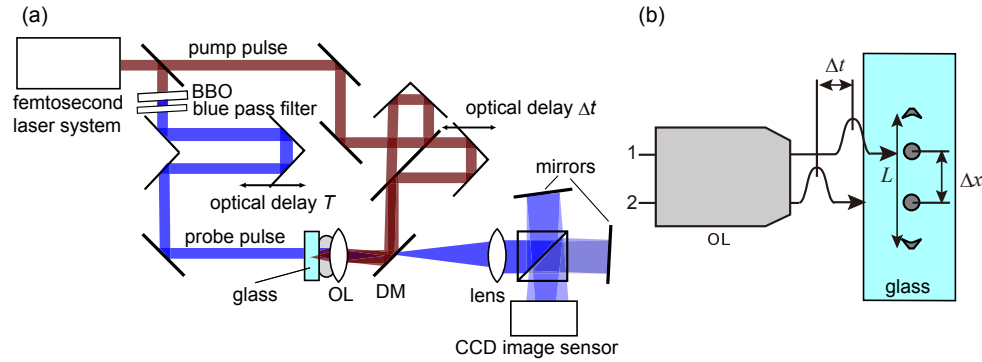 (a)
pump pulse
femtosecond
laser system
BBO
blue pass filter
optical delay Δt
optical delay T
mirrors
probe pulse
glass
OL
DM
lens
CCD image sensor
(b)
Δt
1
2
L
Δx
OL
glass